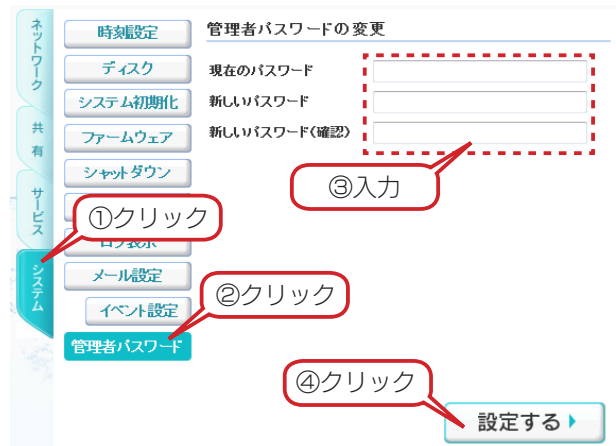 ネットワーク
共有
サービス
システム
時刻設定
ディスク
システム初期化
ファームウェア
シャットダウン
ログ表示
メール設定
イベント設定
管理者パスワード
管理者パスワードの変更
現在のパスワード
新しいパスワード
新しいパスワード(確認)
①クリック
②クリック
③入力
④クリック
設定する